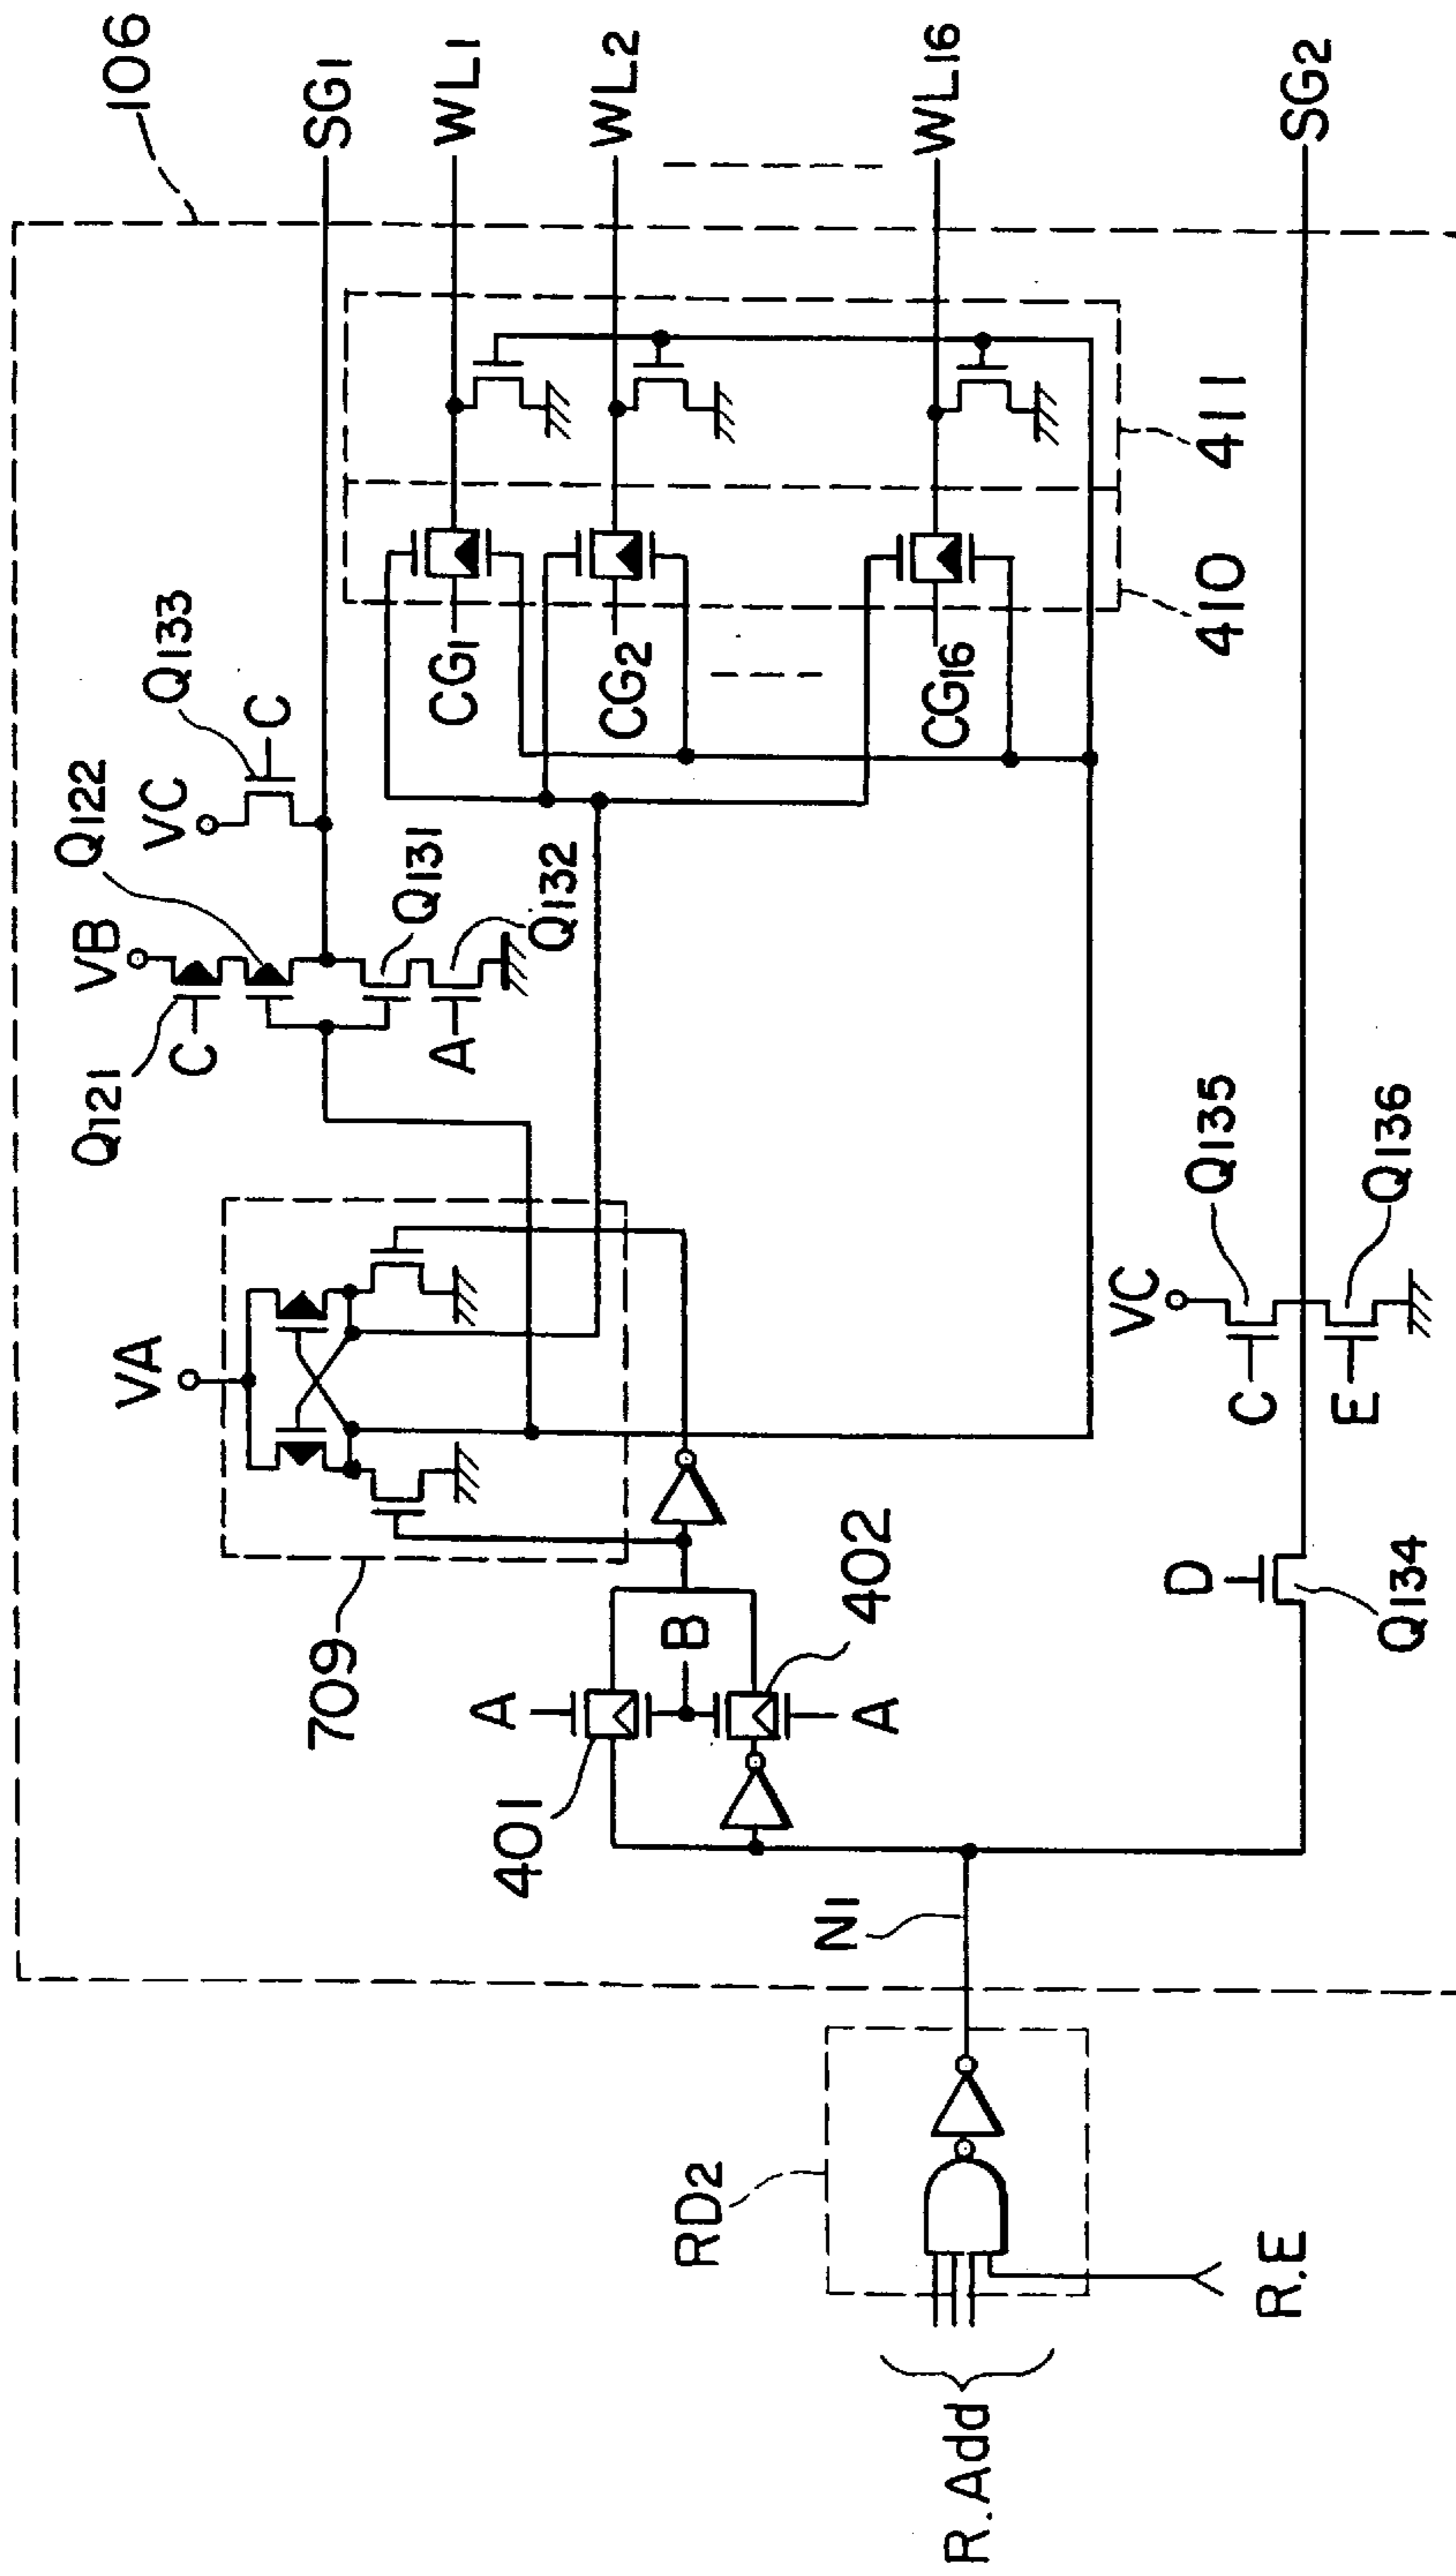 106
SG1
WL1
WL2
WL16
SG2
VC
Q133
C
VB
Q122
Q121
C
Q131
A
Q132
VA
709
CG1
CG2
CG16
410
411
A
401
B
402
A
N1
RD2
R.Add
R.E
D
Q134
VC
C
Q135
E
Q136